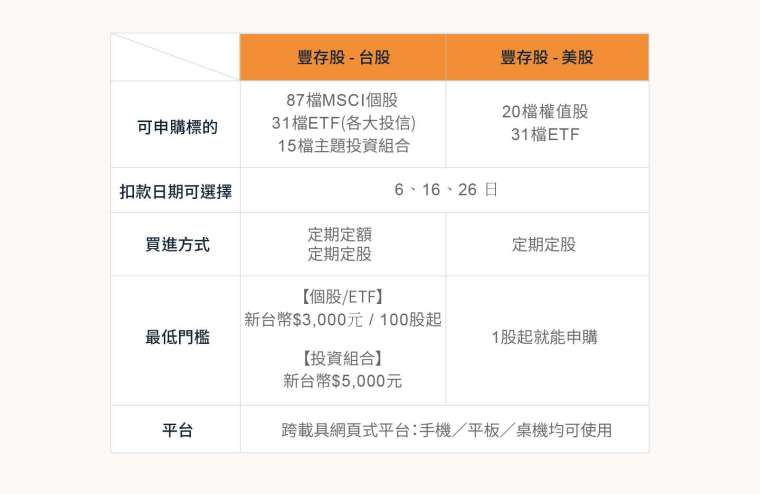 豐存股 - 台股
豐存股 - 美股
可申購標的
87檔MSCI個股
31檔ETF(各大投信)
15檔主題投資組合
20檔權值股
31檔ETF
扣款日期可選擇
6、16、26 日
買進方式
定期定額
定期定股
定期定股
最低門檻
【個股/ETF】
新台幣$3,000元 / 100股起
【投資組合】
新台幣$5,000元
1股起就能申購
平台
跨載具網頁式平台：手機／平板／桌機均可使用